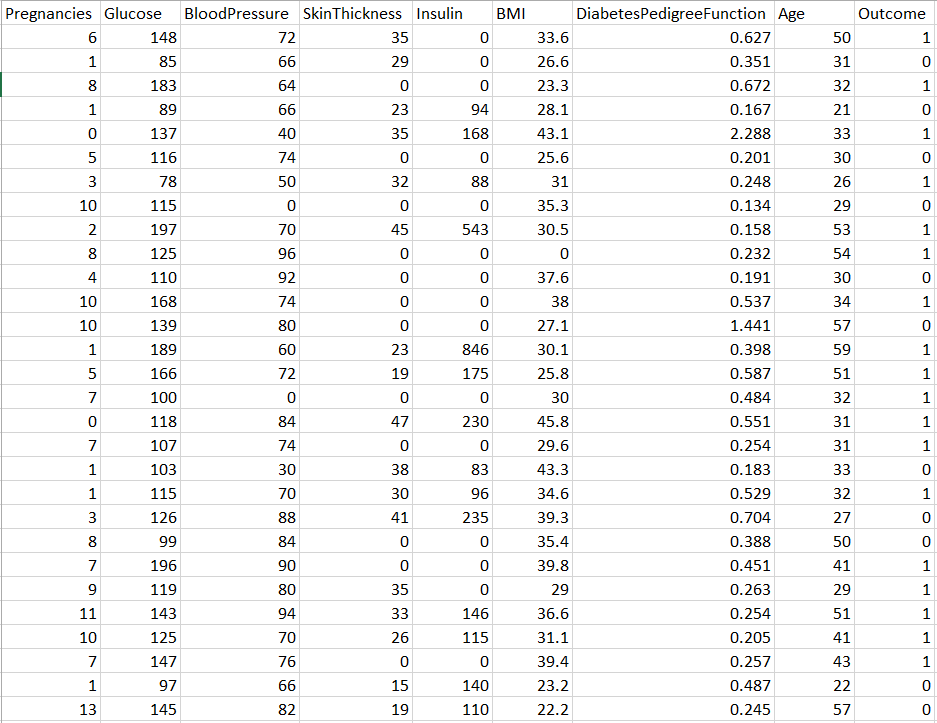 Pregnancies Glucose BloodPressure SkinThickness Insulin BMI DiabetesPedigreeFunction Age Outcome
6 148 72 35 0 33.6 0.627 50 1
1 85 66 29 0 26.6 0.351 31 0
8 183 64 0 0 23.3 0.672 32 1
1 89 66 23 94 28.1 0.167 21 0
0 137 40 35 168 43.1 2.288 33 1
5 116 74 0 0 25.6 0.201 30 0
3 78 50 32 88 31 0.248 26 1
10 115 0 0 0 35.3 0.134 29 0
2 197 70 45 543 30.5 0.158 53 1
8 125 96 0 0 0 0.232 54 1
4 110 92 0 0 37.6 0.191 30 0
10 168 74 0 0 38 0.537 34 1
10 139 80 0 0 27.1 1.441 57 0
1 189 60 23 846 30.1 0.398 59 1
5 166 72 19 175 25.8 0.587 51 1
7 100 0 0 0 30 0.484 32 1
0 118 84 47 230 45.8 0.551 31 1
7 107 74 0 0 29.6 0.254 31 1
1 103 30 38 83 43.3 0.183 33 0
1 115 70 30 96 34.6 0.529 32 1
3 126 88 41 235 39.3 0.704 27 0
8 99 84 0 0 35.4 0.388 50 0
7 196 90 0 0 39.8 0.451 41 1
9 119 80 35 0 29 0.263 29 1
11 143 94 33 146 36.6 0.254 51 1
10 125 70 26 115 31.1 0.205 41 1
7 147 76 0 0 39.4 0.257 43 1
1 97 66 15 140 23.2 0.487 22 0
13 145 82 19 110 22.2 0.245 57 0